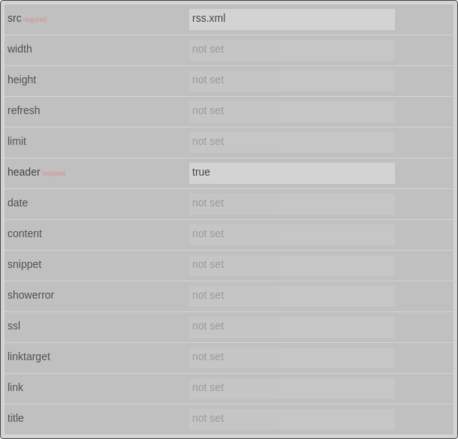 src required rss.xml
width not set
height not set
refresh not set
limit not set
header required true
date not set
content not set
snippet not set
showerror not set
ssl not set
linktarget not set
link not set
title not set